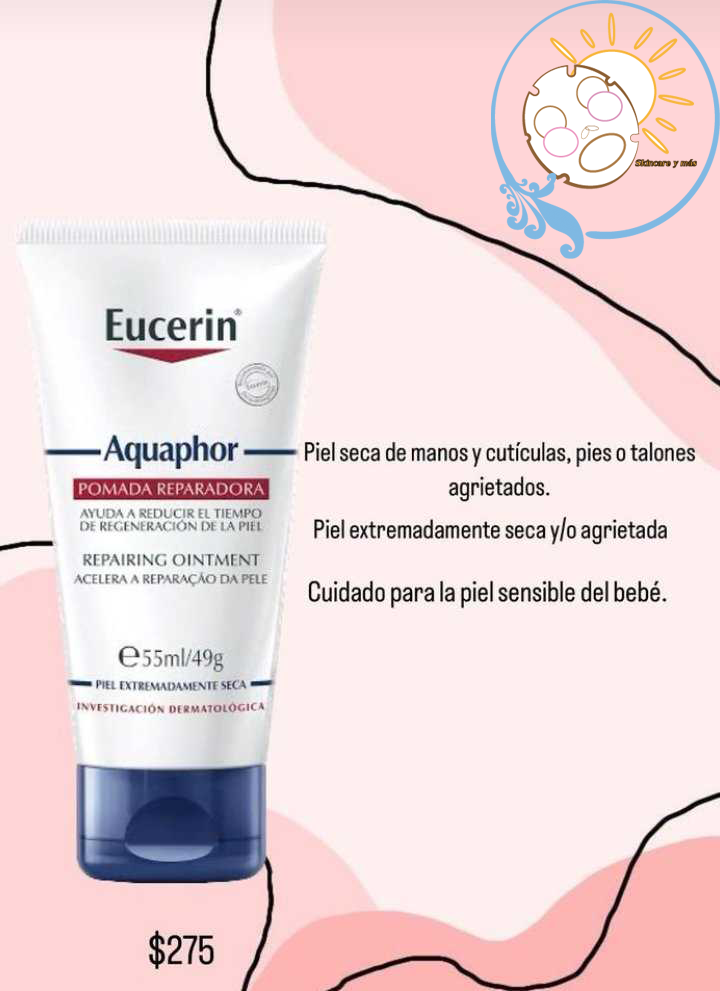 Skincare y más
Eucerin®
Eucerin
Aquaphor
POMADA REPARADORA
AYUDA A REDUCIR EL TIEMPO
DE REGENERACIÓN DE LA PIEL
REPAIRING OINTMENT
ACELERA A REPARAÇÃO DA PELE
℮55ml/49g
PIEL EXTREMADAMENTE SECA
INVESTIGACIÓN DERMATOLÓGICA
Piel seca de manos y cutículas, pies o talones
agrietados.
Piel extremadamente seca y/o agrietada
Cuidado para la piel sensible del bebé.
$275